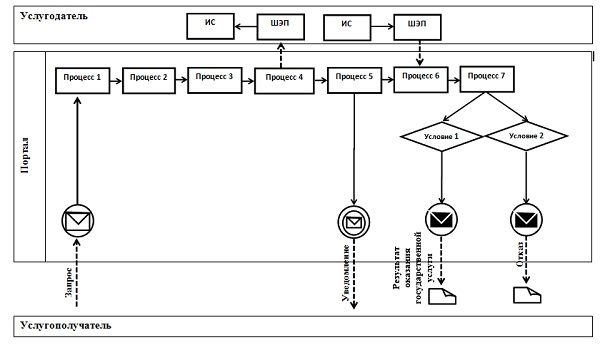 Услугодатель
ИС
ШЭП
ИС
ШЭП
Портал
Процесс 1
Процесс 2
Процесс 3
Процесс 4
Процесс 5
Процесс 6
Процесс 7
Условие 1
Условие 2
Запрос
Уведомление
Результат
оказания
государственной
услуги
Отказ
Услугополучатель